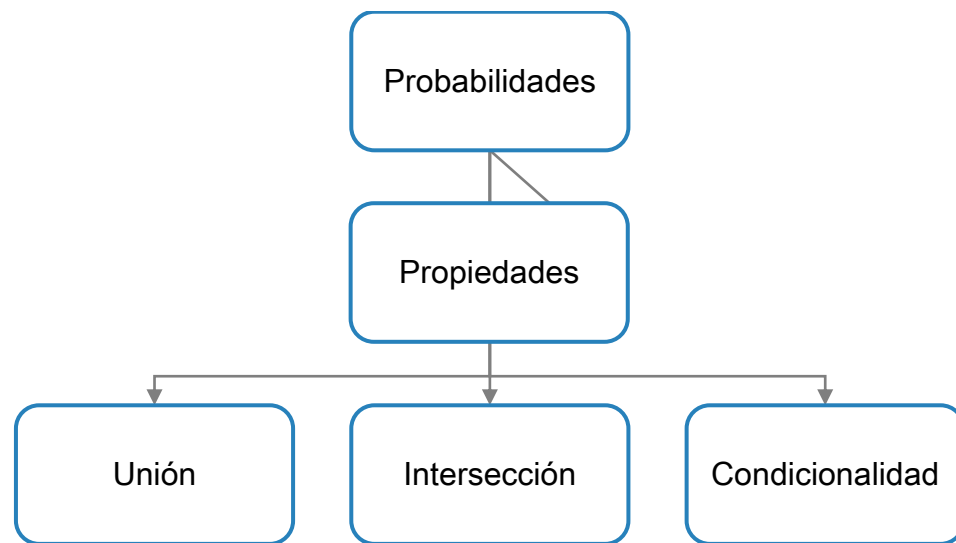 Probabilidades
Propiedades
Unión
Intersección
Condicionalidad